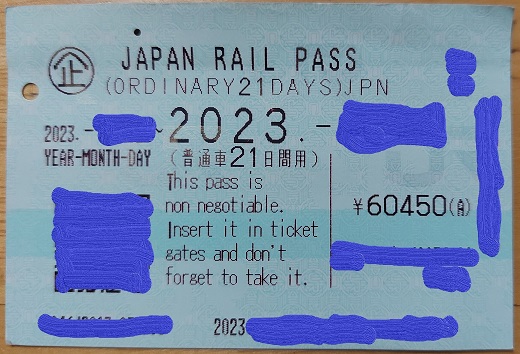 企 JAPAN RAIL PASS
(ORDINARY21DAYS)JPN
2023.- ~2023.-
YEAR-MONTH-DAY (普通車21日間用)
This pass is
non negotiable. ¥60450(A)
Insert it in ticket
gates and don't
forget to take it.
2023